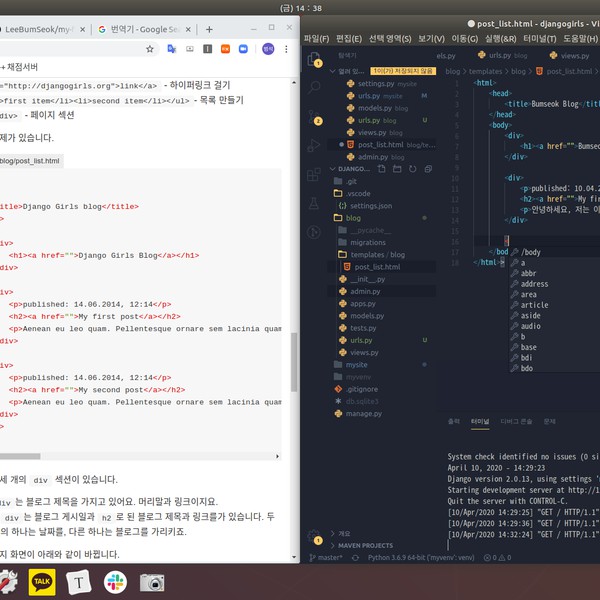 (금) 14 : 38
LeeBumSeok/my-
번역기 - Google Sea
+
→ 채점서버
="http://djangogirls.org">link</a> - 하이퍼링크 걸기
>first item</li><li>second item</li></ul> - 목록 만들기
div> - 페이지 섹션
제가 있습니다.
blog/post_list.html
itle>Django Girls blog</title>
>
iv>
<h1><a href="">Django Girls Blog</a></h1>
div>
iv>
<p>published: 14.06.2014, 12:14</p>
<h2><a href="">My first post</a></h2>
<p>Aenean eu leo quam. Pellentesque ornare sem lacinia quam
div>
iv>
<p>published: 14.06.2014, 12:14</p>
<h2><a href="">My second post</a></h2>
<p>Aenean eu leo quam. Pellentesque ornare sem lacinia quam
div>
>
세 개의 div 섹션이 있습니다.
div 는 블로그 제목을 가지고 있어요. 머리말과 링크이지요.
div 는 블로그 게시일과 h2 로 된 블로그 제목과 링크를가 있습니다. 두
의 하나는 날짜를, 다른 하나는 블로그를 가리키죠.
지 화면이 아래와 같이 바뀝니다.
● post_list.html - djangogirls - Vi
파일(F) 편집(E) 선택 영역(S) 보기(V) 이동(G) 실행(&R) 터미널(T) 도움말(H)
탐색기
열려 있...
1개(가) 저장되지 않음
settings.py mysite
urls.py mysite M
models.py blog
urls.py blog U
views.py blog
post_list.html blog/te...
admin.py blog
DJANGO...
.git
.vscode
settings.json
blog
__pycache__
migrations
templates / blog
post_list.html
__init__.py
admin.py
apps.py
models.py
tests.py
urls.py U
views.py
mysite
myvenv
.gitignore
db.sqlite3
manage.py
개요
MAVEN PROJECTS
els.py
urls.py blog U
views.py
blog > templates > blog > post_list.html
<html>
<head>
<title>Bumseok Blog</title>
</head>
<body>
<div>
<h1><a href="">Bumseo
</div>
<div>
<p>published: 10.04.2
<h2><a href="">My fir
<p>안녕하세요, 저는 이
</div>
<
</bod
</html>
/body
a
abbr
address
area
article
aside
audio
b
base
bdi
bdo
출력 터미널 디버그 콘솔 문제
System check identified no issues (0 si
April 10, 2020 - 14:29:23
Django version 2.0.13, using settings '
Starting development server at http://1
Quit the server with CONTROL-C.
[10/Apr/2020 14:29:25] "GET / HTTP/1.1"
[10/Apr/2020 14:29:36] "GET / HTTP/1.1"
[10/Apr/2020 14:32:24] "GET / HTTP/1.1"
master* Python 3.6.9 64-bit ('myvenv': venv) 0 0
TALK
T